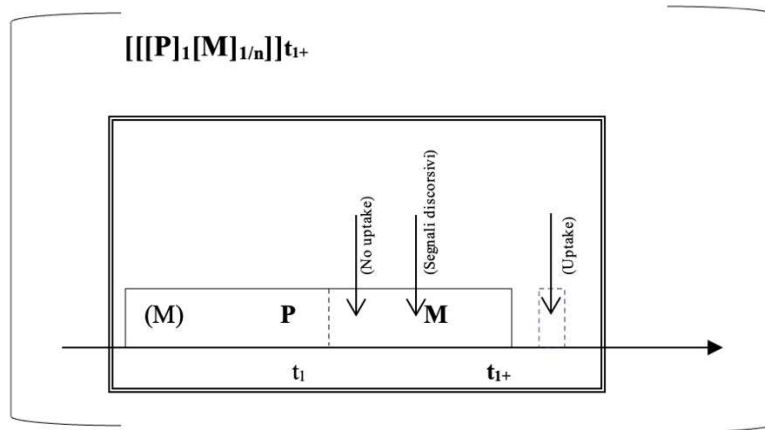 [[[P]1[M]1/n]]t1+
(No uptake)
(Segnali discorsivi)
(Uptake)
(M) P M
t1 t1+